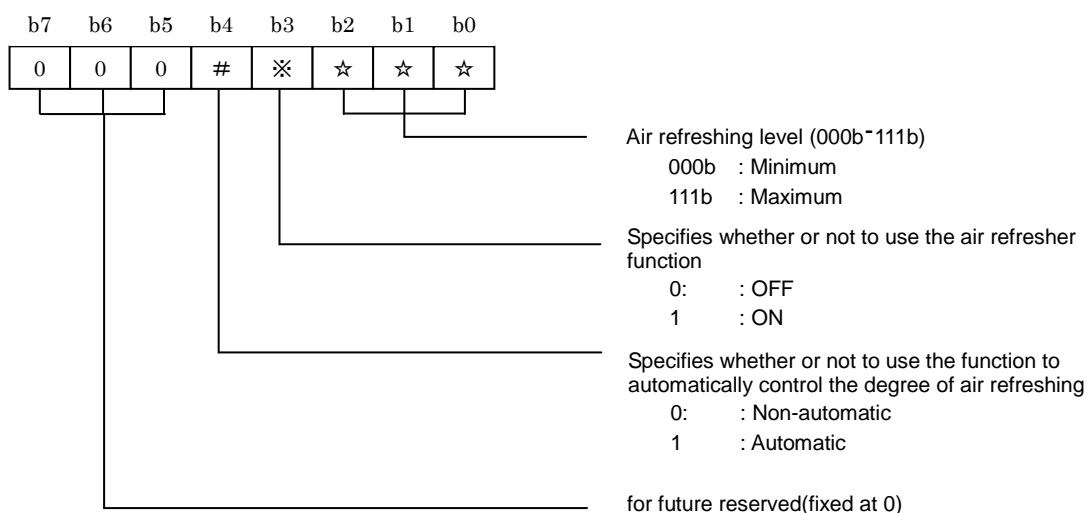 b7 b6 b5 b4 b3 b2 b1 b0
0 0 0 # ※ ☆ ☆ ☆
Air refreshing level (000b-111b)
000b : Minimum
111b : Maximum
Specifies whether or not to use the air refresher
function
0: : OFF
1 : ON
Specifies whether or not to use the function to
automatically control the degree of air refreshing
0: : Non-automatic
1 : Automatic
for future reserved(fixed at 0)